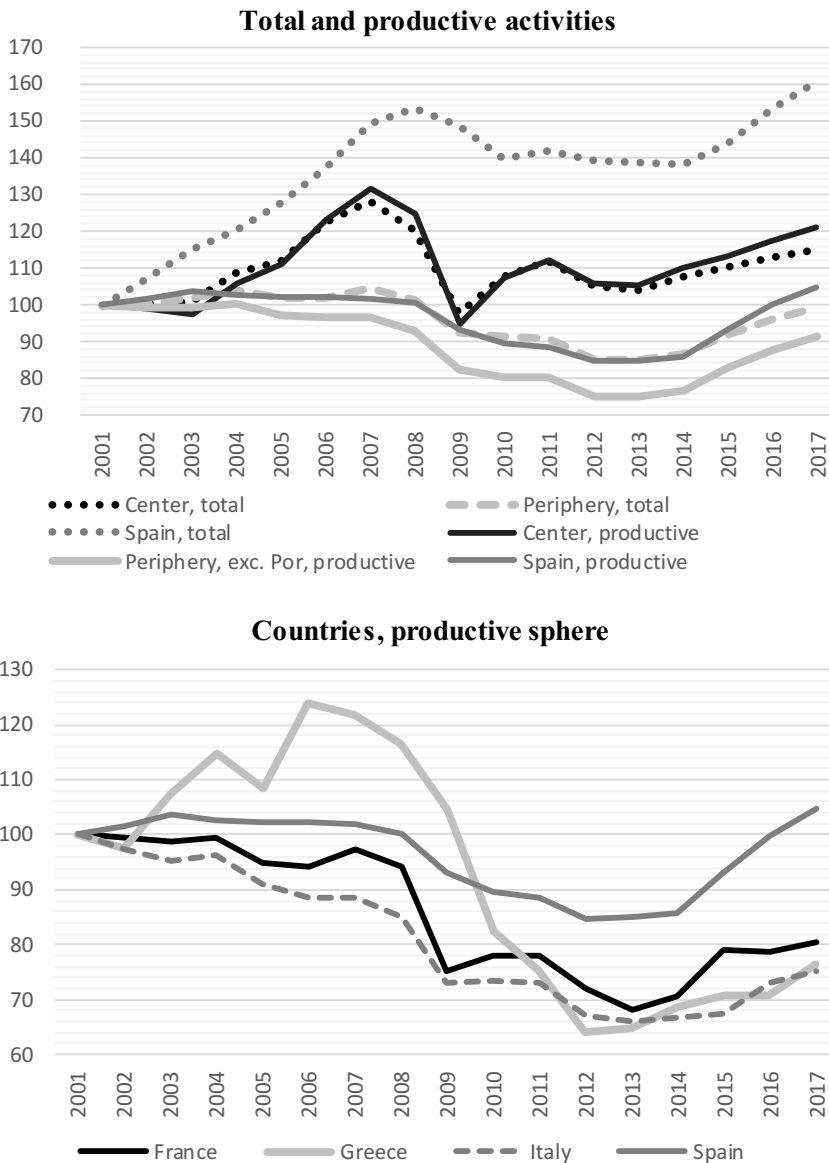 Total and productive activities
170
160
150
140
130
120
110
100
90
80
70
2001 2002 2003 2004 2005 2006 2007 2008 2009 2010 2011 2012 2013 2014 2015 2016 2017
Center, total Periphery, total
Spain, total Center, productive
Periphery, exc. Por, productive Spain, productive
Countries, productive sphere
130
120
110
100
90
80
70
60
2001 2002 2003 2004 2005 2006 2007 2008 2009 2010 2011 2012 2013 2014 2015 2016 2017
France Greece Italy Spain